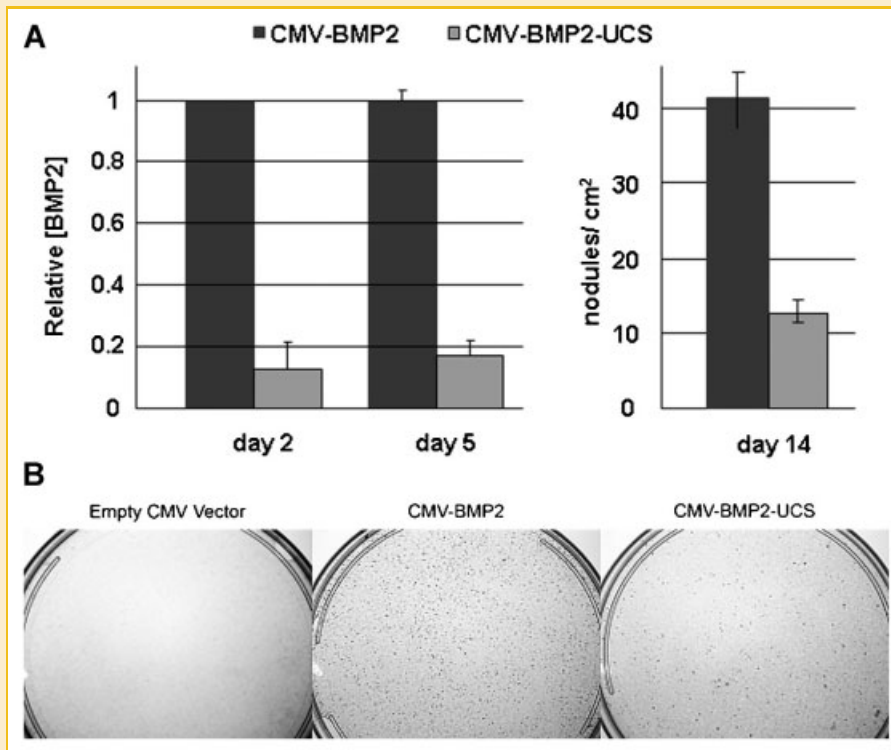 A
CMV-BMP2 CMV-BMP2-UCS
Relative [BMP2]
1
0.8
0.6
0.4
0.2
0
day 2 day 5
nodules/ cm²
40
30
20
10
0
day 14
B
Empty CMV Vector CMV-BMP2 CMV-BMP2-UCS